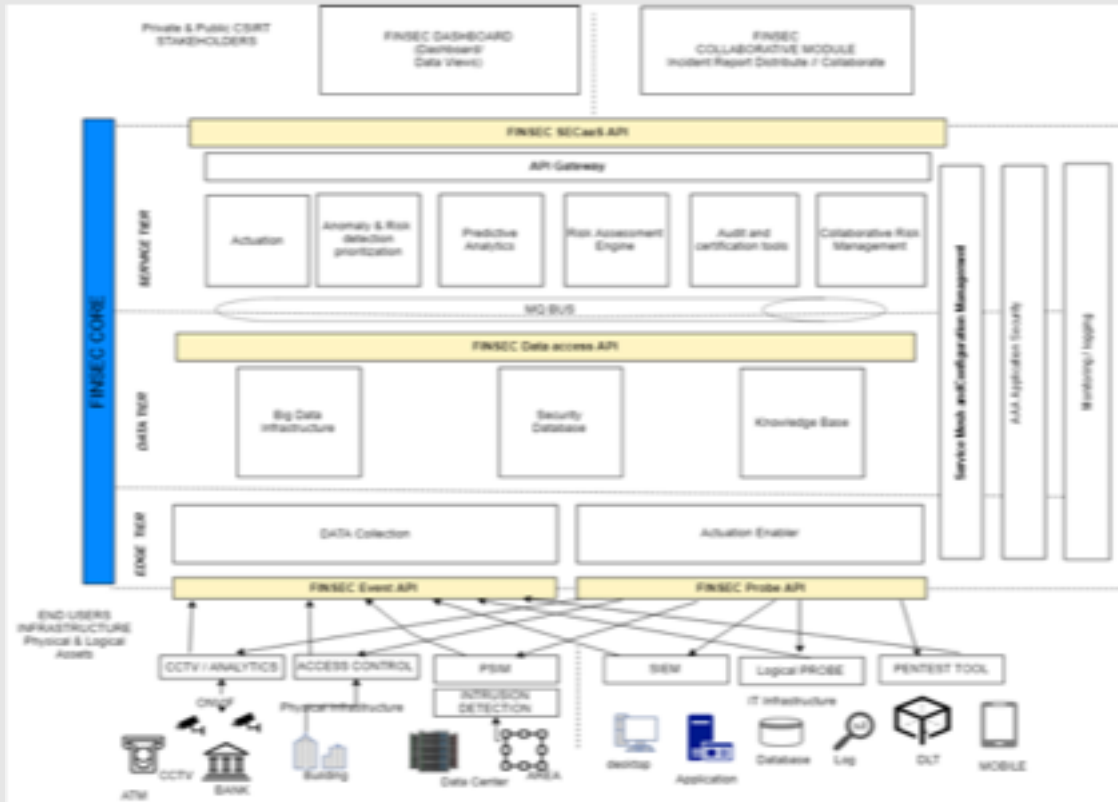 Private & Public CSIRT
STAKEHOLDERS
FINSEC DASHBOARD
(Dashboard/
Data Views)
FINSEC
COLLABORATIVE MODULE
Incident Report Distribute // Collaborate
FINSEC CORE
FINSEC SECaaS API
API Gateway
SERVICE TIER
Actuation
Anomaly & Risk
detection
prioritization
Predictive
Analytics
Risk Assessment
Engine
Audit and
certification tools
Collaborative Risk
Management
MQ BUS
FINSEC Data access API
DATA TIER
Big Data
Infrastructure
Security
Database
Knowledge Base
EDGE TIER
DATA Collection
Actuation Enabler
FINSEC Event API
FINSEC Probe API
Service Mesh andConfiguration Management
AAA Application Security
Monitoring / logging
END USERS
INFRASTRUCTURE
Physical & Logical
Assets
CCTV / ANALYTICS
ACCESS CONTROL
PSIM
SIEM
Logical PROBE
PENTEST TOOL
ONVIF
Physical Infrastructure
INTRUSION
DETECTION
IT Infrastructure
ATM
CCTV
BANK
Building
Data Center
AREA
desktop
Application
Database
Log
DLT
MOBILE